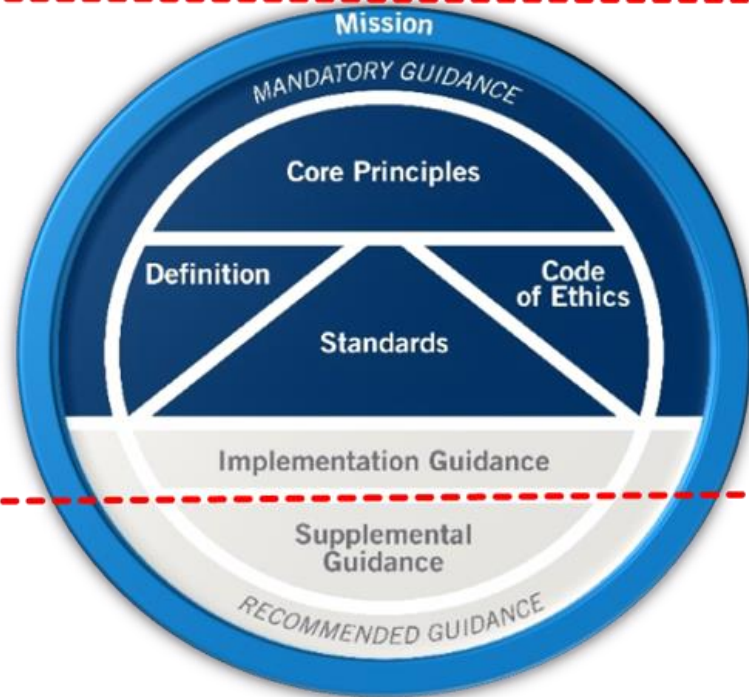 Mission
MANDATORY GUIDANCE
Core Principles
Definition
Code
of Ethics
Standards
Implementation Guidance
Supplemental
Guidance
RECOMMENDED GUIDANCE